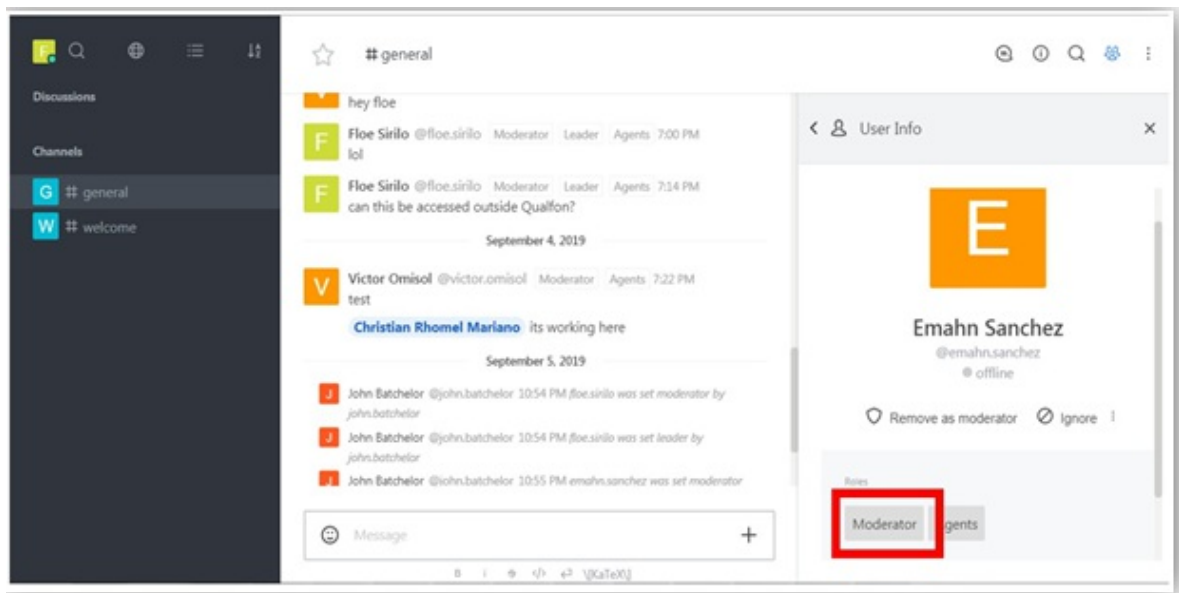 F
# general
Discussions
Channels
G # general
W # welcome
hey floe
F
Floe Sirilo @floe.sirilo Moderator Leader Agents 7:00 PM
lol
F
Floe Sirilo @floe.sirilo Moderator Leader Agents 7:14 PM
can this be accessed outside Qualfon?
September 4, 2019
V
Victor Omisol @victor.omisol Moderator Agents 7:22 PM
test
Christian Rhomel Mariano its working here
September 5, 2019
J John Batchelor @john.batchelor 10:54 PM floe.sirilo was set moderator by
john.batchelor
J John Batchelor @john.batchelor 10:54 PM floe.sirilo was set leader by
john.batchelor
J John Batchelor @john.batchelor 10:55 PM emahn.sanchez was set moderator
Message
B i S </> \[KaTeX\]
User Info
E
Emahn Sanchez
@emahn.sanchez
offline
Remove as moderator Ignore
Roles
Moderator gents